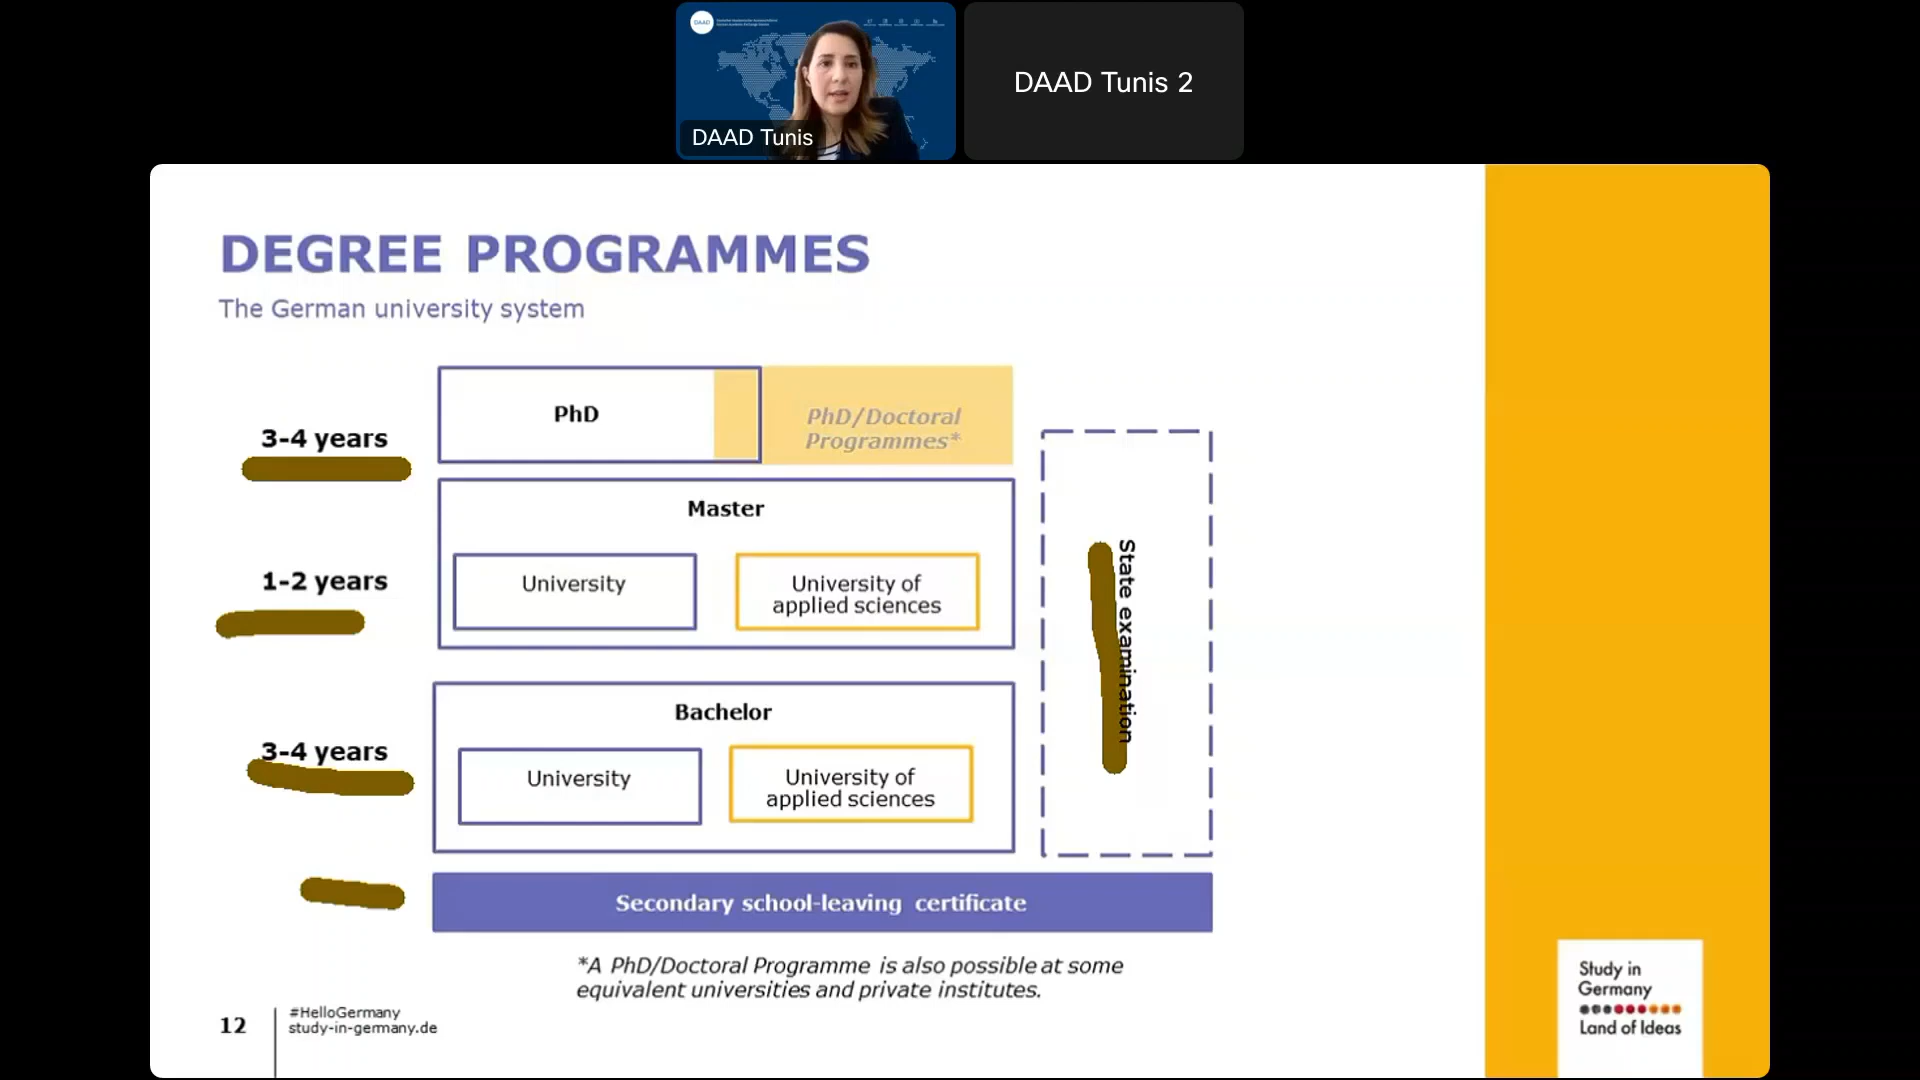 DAAD
DAAD Tunis
DAAD Tunis 2
DEGREE PROGRAMMES
The German university system
PhD
PhD/Doctoral
Programmes*
3-4 years
Master
University
University of
applied sciences
1-2 years
State examination
Bachelor
University
University of
applied sciences
3-4 years
Secondary school-leaving certificate
*A PhD/Doctoral Programme is also possible at some
equivalent universities and private institutes.
12
#HelloGermany
study-in-germany.de
Study in
Germany
Land of Ideas